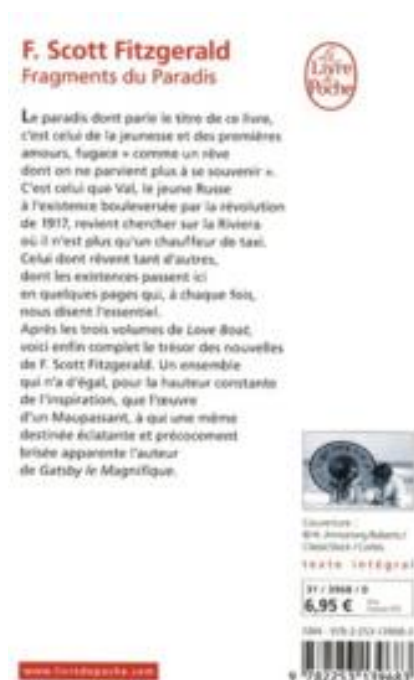 F. Scott Fitzgerald
Fragments du Paradis
Le Livre de Poche
Le paradis dont parle le titre de ce livre,
c'est celui de la jeunesse et des premières
amours, fugace « comme un rêve
dont on ne parvient plus à se souvenir ».
C'est celui que Val, le jeune Russe
à l'existence bouleversée par la révolution
de 1917, revient chercher sur la Riviera
où il n'est plus qu'un chauffeur de taxi.
Celui dont rêvent tant d'autres,
dont les existences passent ici
en quelques pages qui, à chaque fois,
nous disent l'essentiel.
Après les trois volumes de Love Boat,
voici enfin complet le trésor des nouvelles
de F. Scott Fitzgerald. Un ensemble
qui n'a d'égal, pour la hauteur constante
de l'inspiration, que l'œuvre
d'un Maupassant, à qui une même
destinée éclatante et précocement
brisée apparente l'auteur
de Gatsby le Magnifique.
Couverture :
texte intégral
31 / 3968 / 0
6,95 €
www.livredepoche.com
9 782253 139683